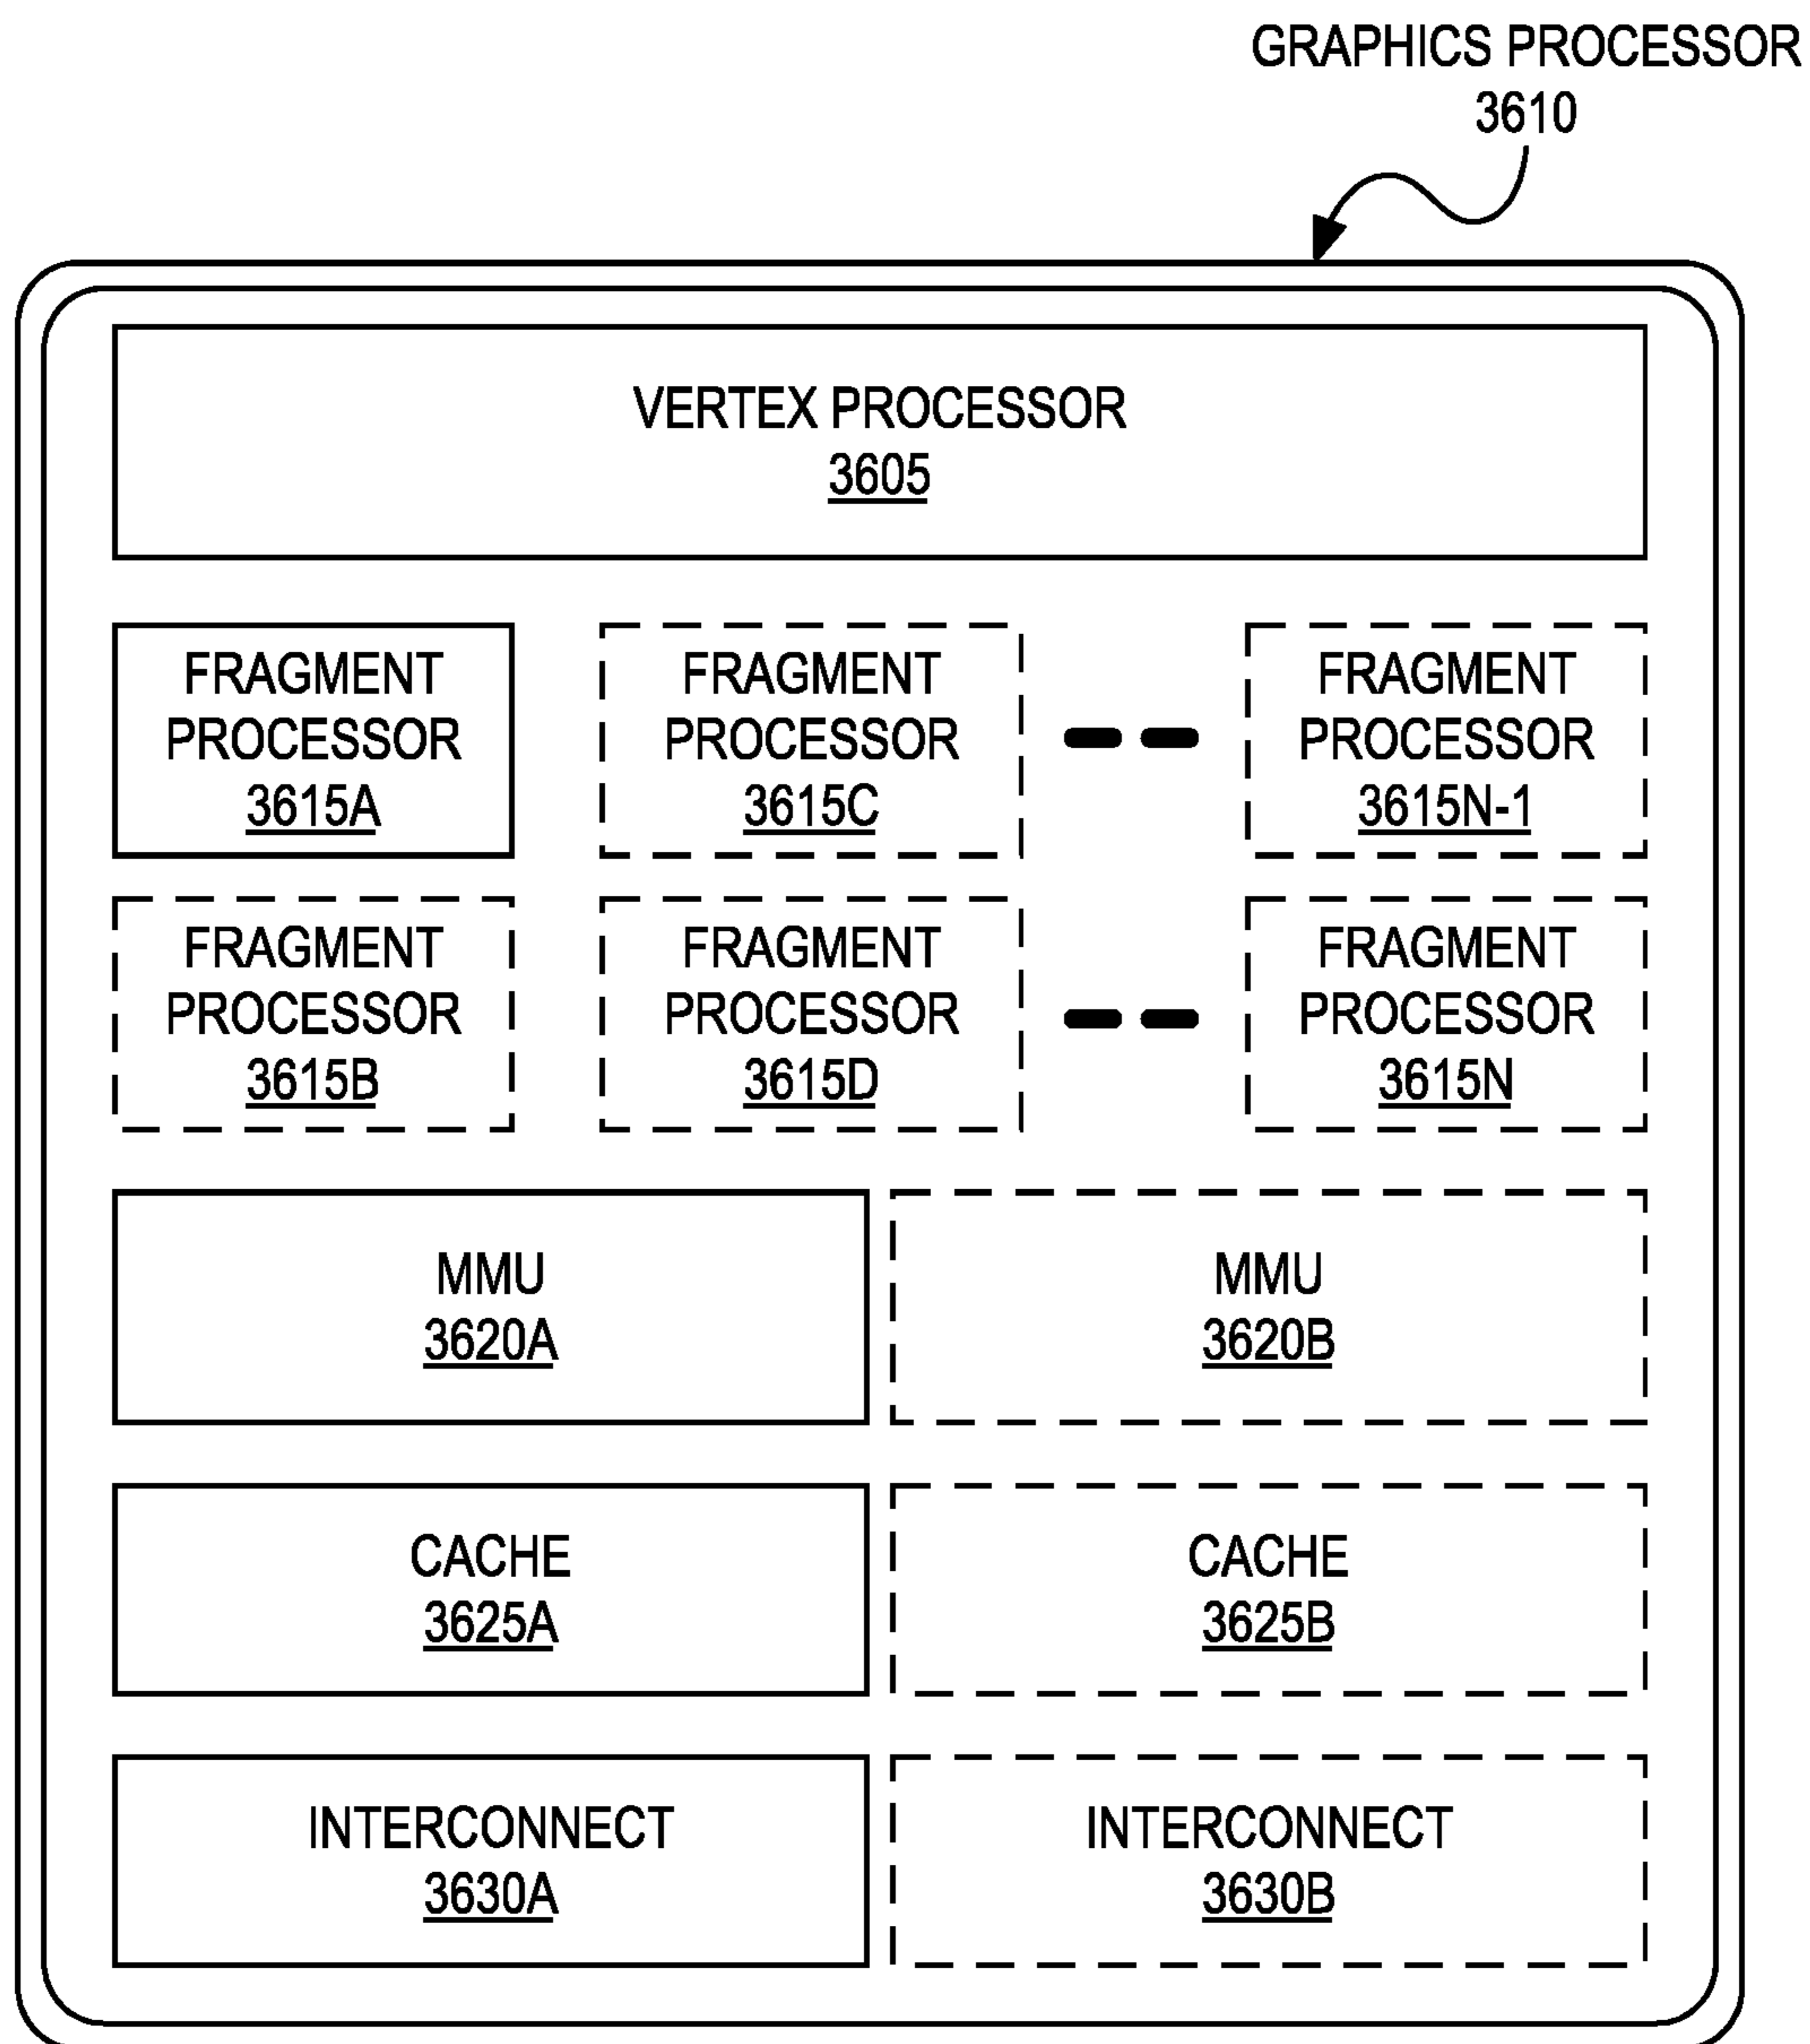 GRAPHICS PROCESSOR
3610
VERTEX PROCESSOR
3605
FRAGMENT
PROCESSOR
3615A
FRAGMENT
PROCESSOR
3615C
FRAGMENT
PROCESSOR
3615N-1
FRAGMENT
PROCESSOR
3615B
FRAGMENT
PROCESSOR
3615D
FRAGMENT
PROCESSOR
3615N
MMU
3620A
MMU
3620B
CACHE
3625A
CACHE
3625B
INTERCONNECT
3630A
INTERCONNECT
3630B